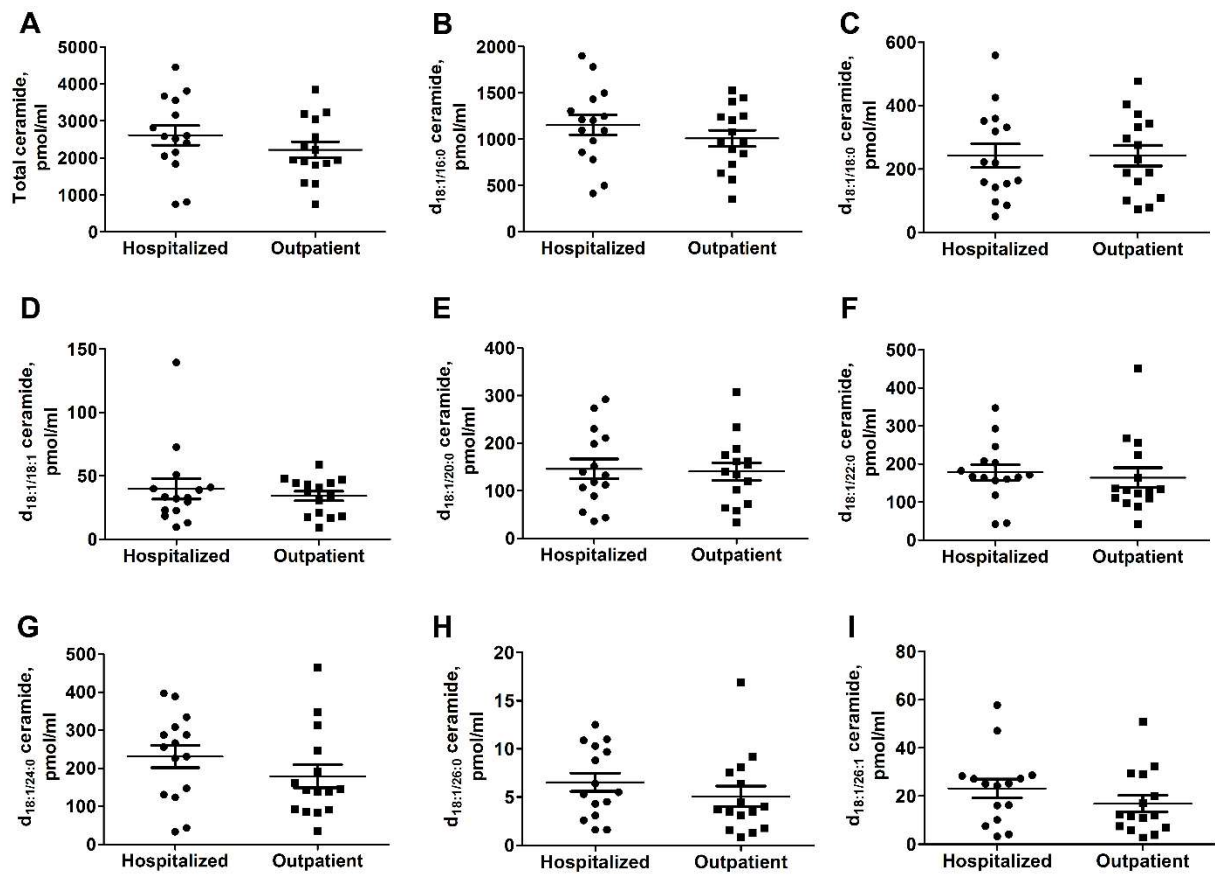 A
Total ceramide,
pmol/ml
5000
4000
3000
2000
1000
0
Hospitalized Outpatient
B
d18:1/16:0 ceramide,
pmol/ml
2000
1500
1000
500
0
Hospitalized Outpatient
C
d18:1/18:0 ceramide,
pmol/ml
600
400
200
0
Hospitalized Outpatient
D
d18:1/18:1 ceramide,
pmol/ml
150
100
50
0
Hospitalized Outpatient
E
d18:1/20:0 ceramide,
pmol/ml
400
300
200
100
0
Hospitalized Outpatient
F
d18:1/22:0 ceramide,
pmol/ml
500
400
300
200
100
0
Hospitalized Outpatient
G
d18:1/24:0 ceramide,
pmol/ml
500
400
300
200
100
0
Hospitalized Outpatient
H
d18:1/26:0 ceramide,
pmol/ml
20
15
10
5
0
Hospitalized Outpatient
I
d18:1/26:1 ceramide,
pmol/ml
80
60
40
20
0
Hospitalized Outpatient